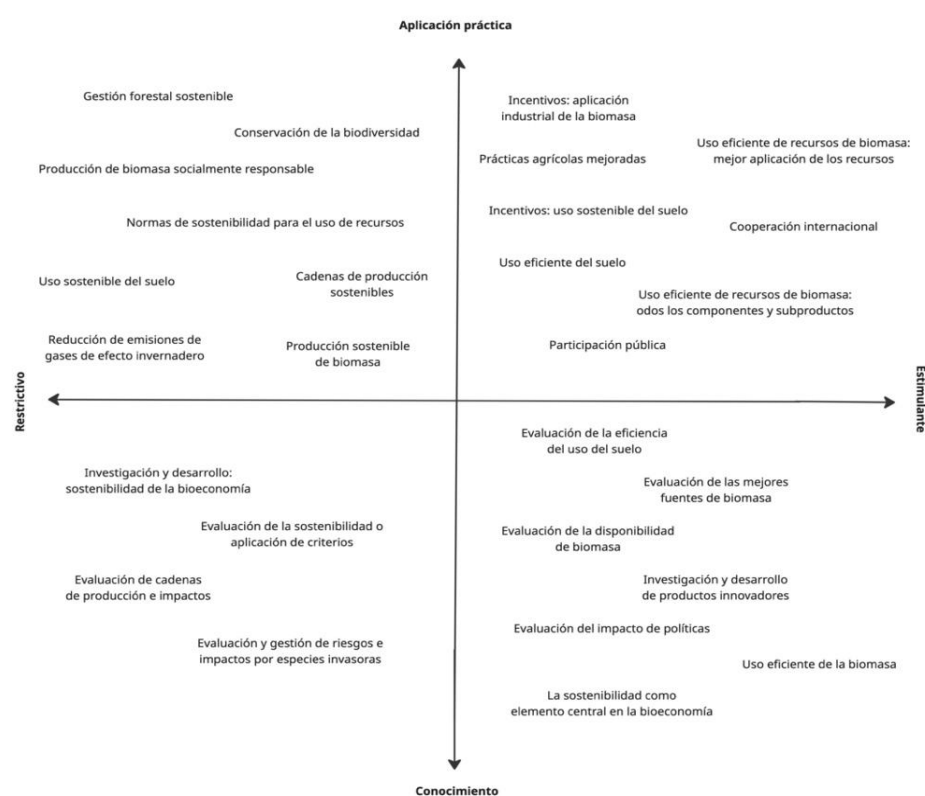 Aplicación práctica
Gestión forestal sostenible
Conservación de la biodiversidad
Producción de biomasa socialmente responsable
Normas de sostenibilidad para el uso de recursos
Uso sostenible del suelo
Cadenas de producción
sostenibles
Reducción de emisiones de
gases de efecto invernadero
Producción sostenible
de biomasa
Incentivos: aplicación
industrial de la biomasa
Uso eficiente de recursos de biomasa:
mejor aplicación de los recursos
Prácticas agrícolas mejoradas
Incentivos: uso sostenible del suelo
Cooperación internacional
Uso eficiente del suelo
Uso eficiente de recursos de biomasa:
odos los componentes y subproductos
Participación pública
Restrictivo
Estimulante
Investigación y desarrollo:
sostenibilidad de la bioeconomía
Evaluación de la sostenibilidad o
aplicación de criterios
Evaluación de cadenas
de producción e impactos
Evaluación y gestión de riesgos e
impactos por especies invasoras
Evaluación de la eficiencia
del uso del suelo
Evaluación de las mejores
fuentes de biomasa
Evaluación de la disponibilidad
de biomasa
Investigación y desarrollo
de productos innovadores
Evaluación del impacto de políticas
Uso eficiente de la biomasa
La sostenibilidad como
elemento central en la bioeconomía
Conocimiento